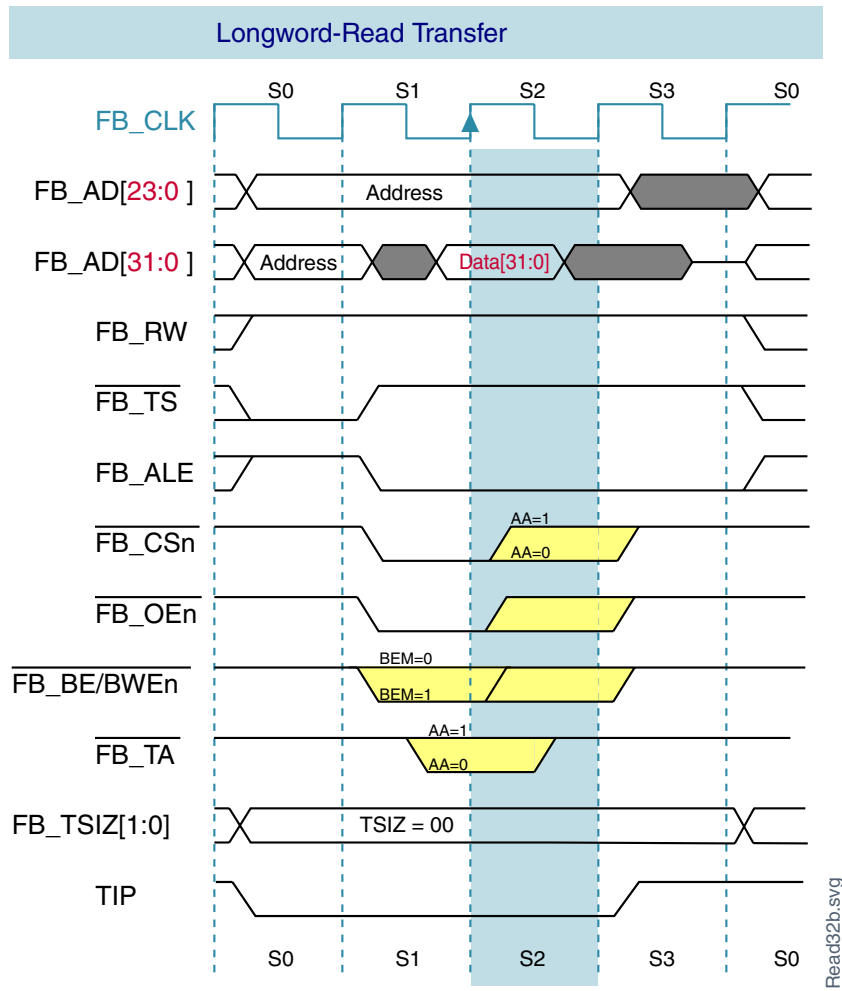 Longword-Read Transfer
S0 S1 S2 S3 S0
FB_CLK
FB_AD[23:0 ] Address
FB_AD[31:0 ] Address Data[31:0]
FB_RW
FB_TS
FB_ALE
AA=1
FB_CSn AA=0
FB_OEn
BEM=0
FB_BE/BWEn BEM=1
AA=1
FB_TA AA=0
FB_TSIZ[1:0] TSIZ = 00
TIP
S0 S1 S2 S3 S0
Read32b.svg